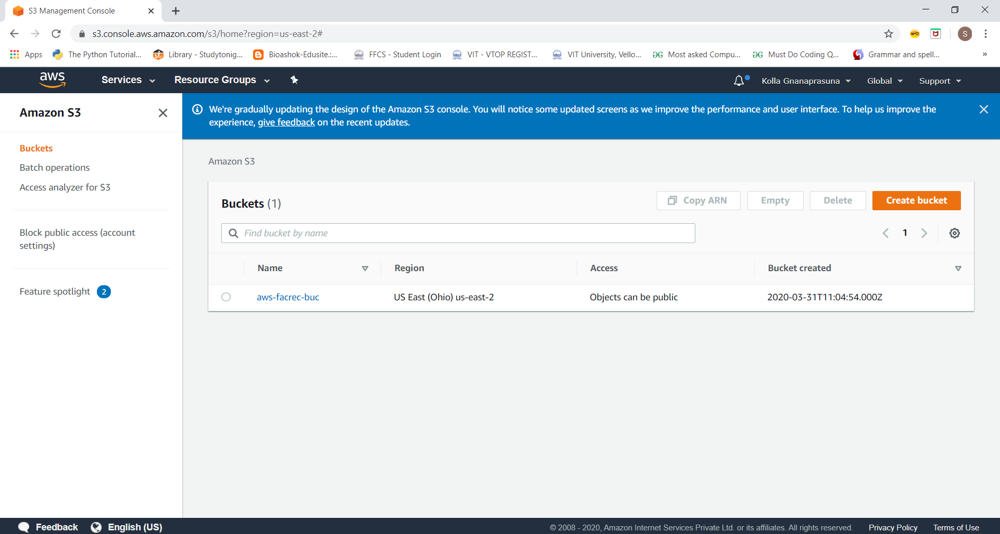 S3 Management Console
s3.console.aws.amazon.com/s3/home?region=us-east-2#
S
Apps
The Python Tutorial...
Library - Studytonig...
Bioashok-Edusite:...
FFCS - Student Login
VIT - VTOP REGIST...
VIT University, Vello...
Most asked Compu...
Must Do Coding Q...
Grammar and spell...
»
aws
Services
Resource Groups
Kolla Gnanaprasuna
Global
Support
Amazon S3
Buckets
Batch operations
Access analyzer for S3
Block public access (account
settings)
Feature spotlight 2
We're gradually updating the design of the Amazon S3 console. You will notice some updated screens as we improve the performance and user interface. To help us improve the
experience, give feedback on the recent updates.
Amazon S3
Buckets (1)
Copy ARN
Empty
Delete
Create bucket
Find bucket by name
1
Name
Region
Access
Bucket created
aws-facrec-buc
US East (Ohio) us-east-2
Objects can be public
2020-03-31T11:04:54.000Z
Feedback
English (US)
© 2008 - 2020, Amazon Internet Services Private Ltd. or its affiliates. All rights reserved.
Privacy Policy
Terms of Use